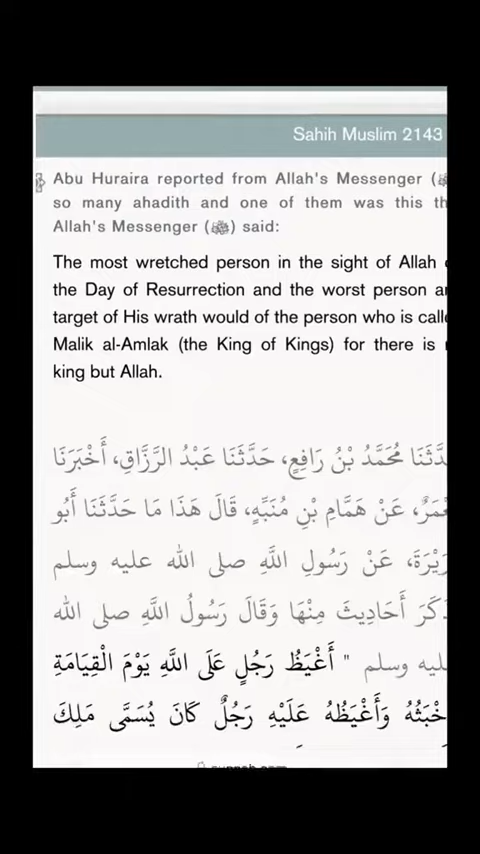 Sahih Muslim 2143
Abu Huraira reported from Allah's Messenger (ﷺ
so many ahadith and one of them was this th
Allah's Messenger (ﷺ) said:
The most wretched person in the sight of Allah
the Day of Resurrection and the worst person a
target of His wrath would of the person who is call
Malik al-Amlak (the King of Kings) for there is
king but Allah.
دَّثَنَا مُحَمَّدُ بْنُ رَافِعٍ، حَدَّثَنَا عَبْدُ الرَّزَّاقِ، أَخْبَرَنَا
عْمَرٌ، عَنْ هَمَّامِ بْنِ مُنَبِّهٍ، قَالَ هَذَا مَا حَدَّثَنَا أَبُو
رَيْرَةَ، عَنْ رَسُولِ اللَّهِ صلى الله عليه وسلم
ذَكَرَ أَحَادِيثَ مِنْهَا وَقَالَ رَسُولُ اللَّهِ صلى الله
ليه وسلم " أَغْيَظُ رَجُلٍ عَلَى اللَّهِ يَوْمَ الْقِيَامَةِ
خْبَثُهُ وَأَغْيَظُهُ عَلَيْهِ رَجُلٌ كَانَ يُسَمَّى مَلِكَ